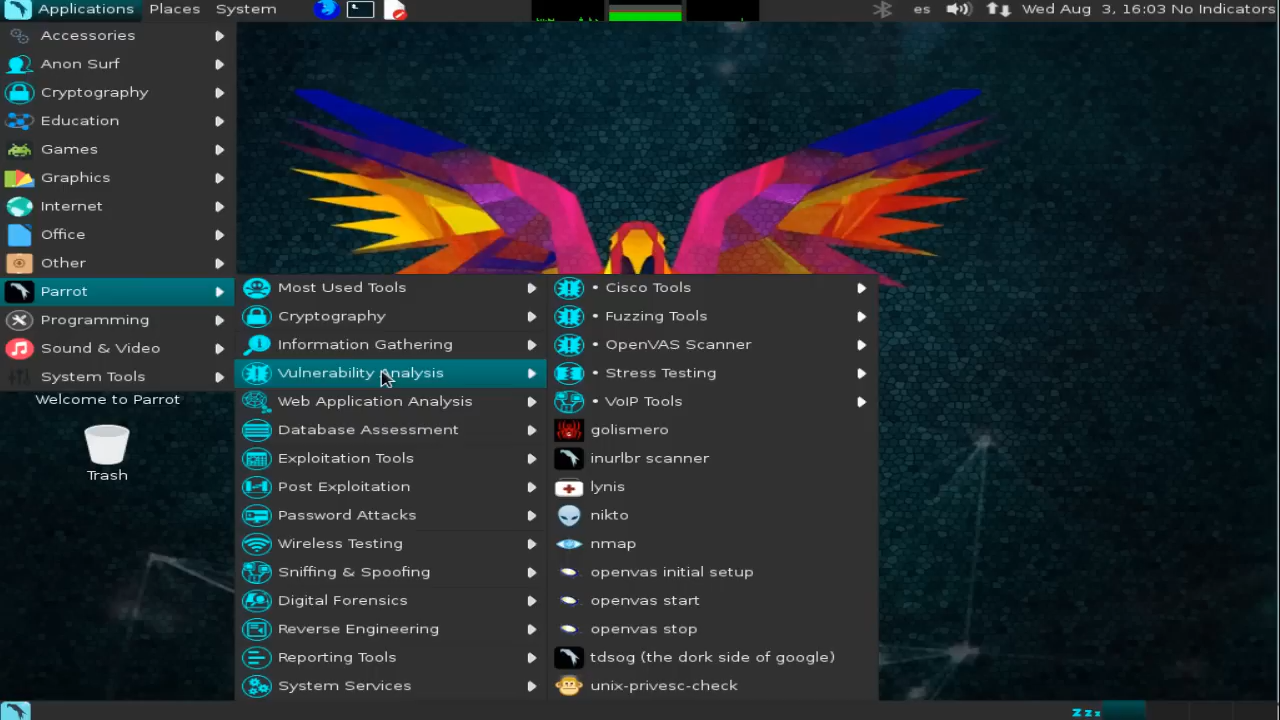 Applications Places System es Wed Aug 3, 16:03 No Indicators
Accessories
Anon Surf
Cryptography
Education
Games
Graphics
Internet
Office
Other
Parrot
Programming
Sound & Video
System Tools
Welcome to Parrot
Trash
Most Used Tools
Cryptography
Information Gathering
Vulnerability Analysis
Web Application Analysis
Database Assessment
Exploitation Tools
Post Exploitation
Password Attacks
Wireless Testing
Sniffing & Spoofing
Digital Forensics
Reverse Engineering
Reporting Tools
System Services
• Cisco Tools
• Fuzzing Tools
• OpenVAS Scanner
• Stress Testing
• VoIP Tools
golismero
inurlbr scanner
lynis
nikto
nmap
openvas initial setup
openvas start
openvas stop
tdsog (the dork side of google)
unix-privesc-check
zzz